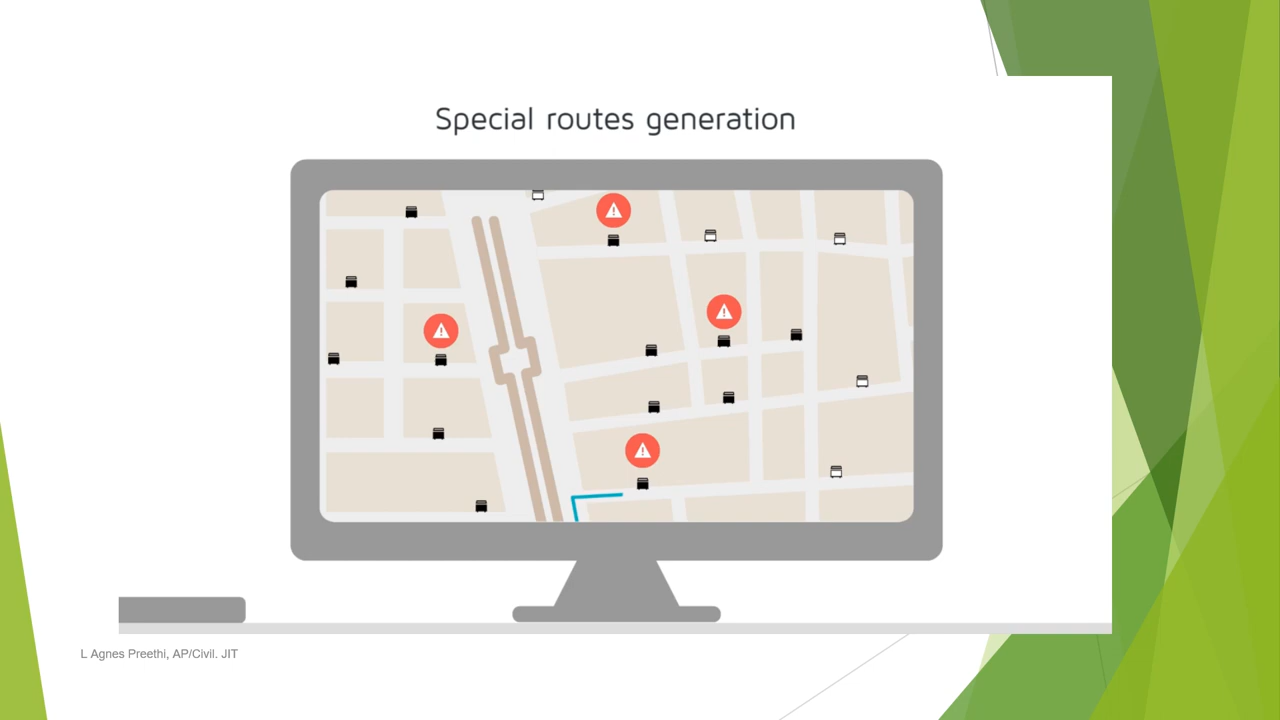 Special routes generation
L Agnes Preethi, AP/Civil. JIT